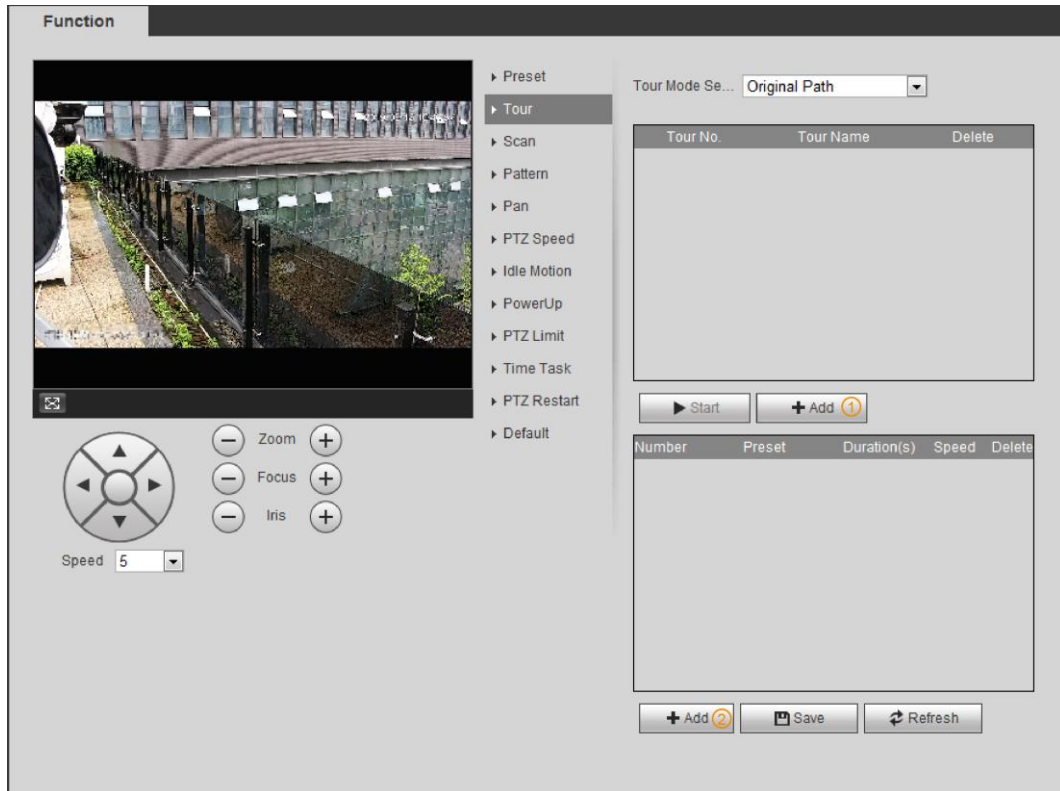 Function
Preset
Tour
Scan
Pattern
Pan
PTZ Speed
Idle Motion
PowerUp
PTZ Limit
Time Task
PTZ Restart
Default
Zoom
Focus
Iris
Speed 5
Tour Mode Se... Original Path
Tour No. Tour Name Delete
Start Add 1
Number Preset Duration(s) Speed Delete
Add 2 Save Refresh